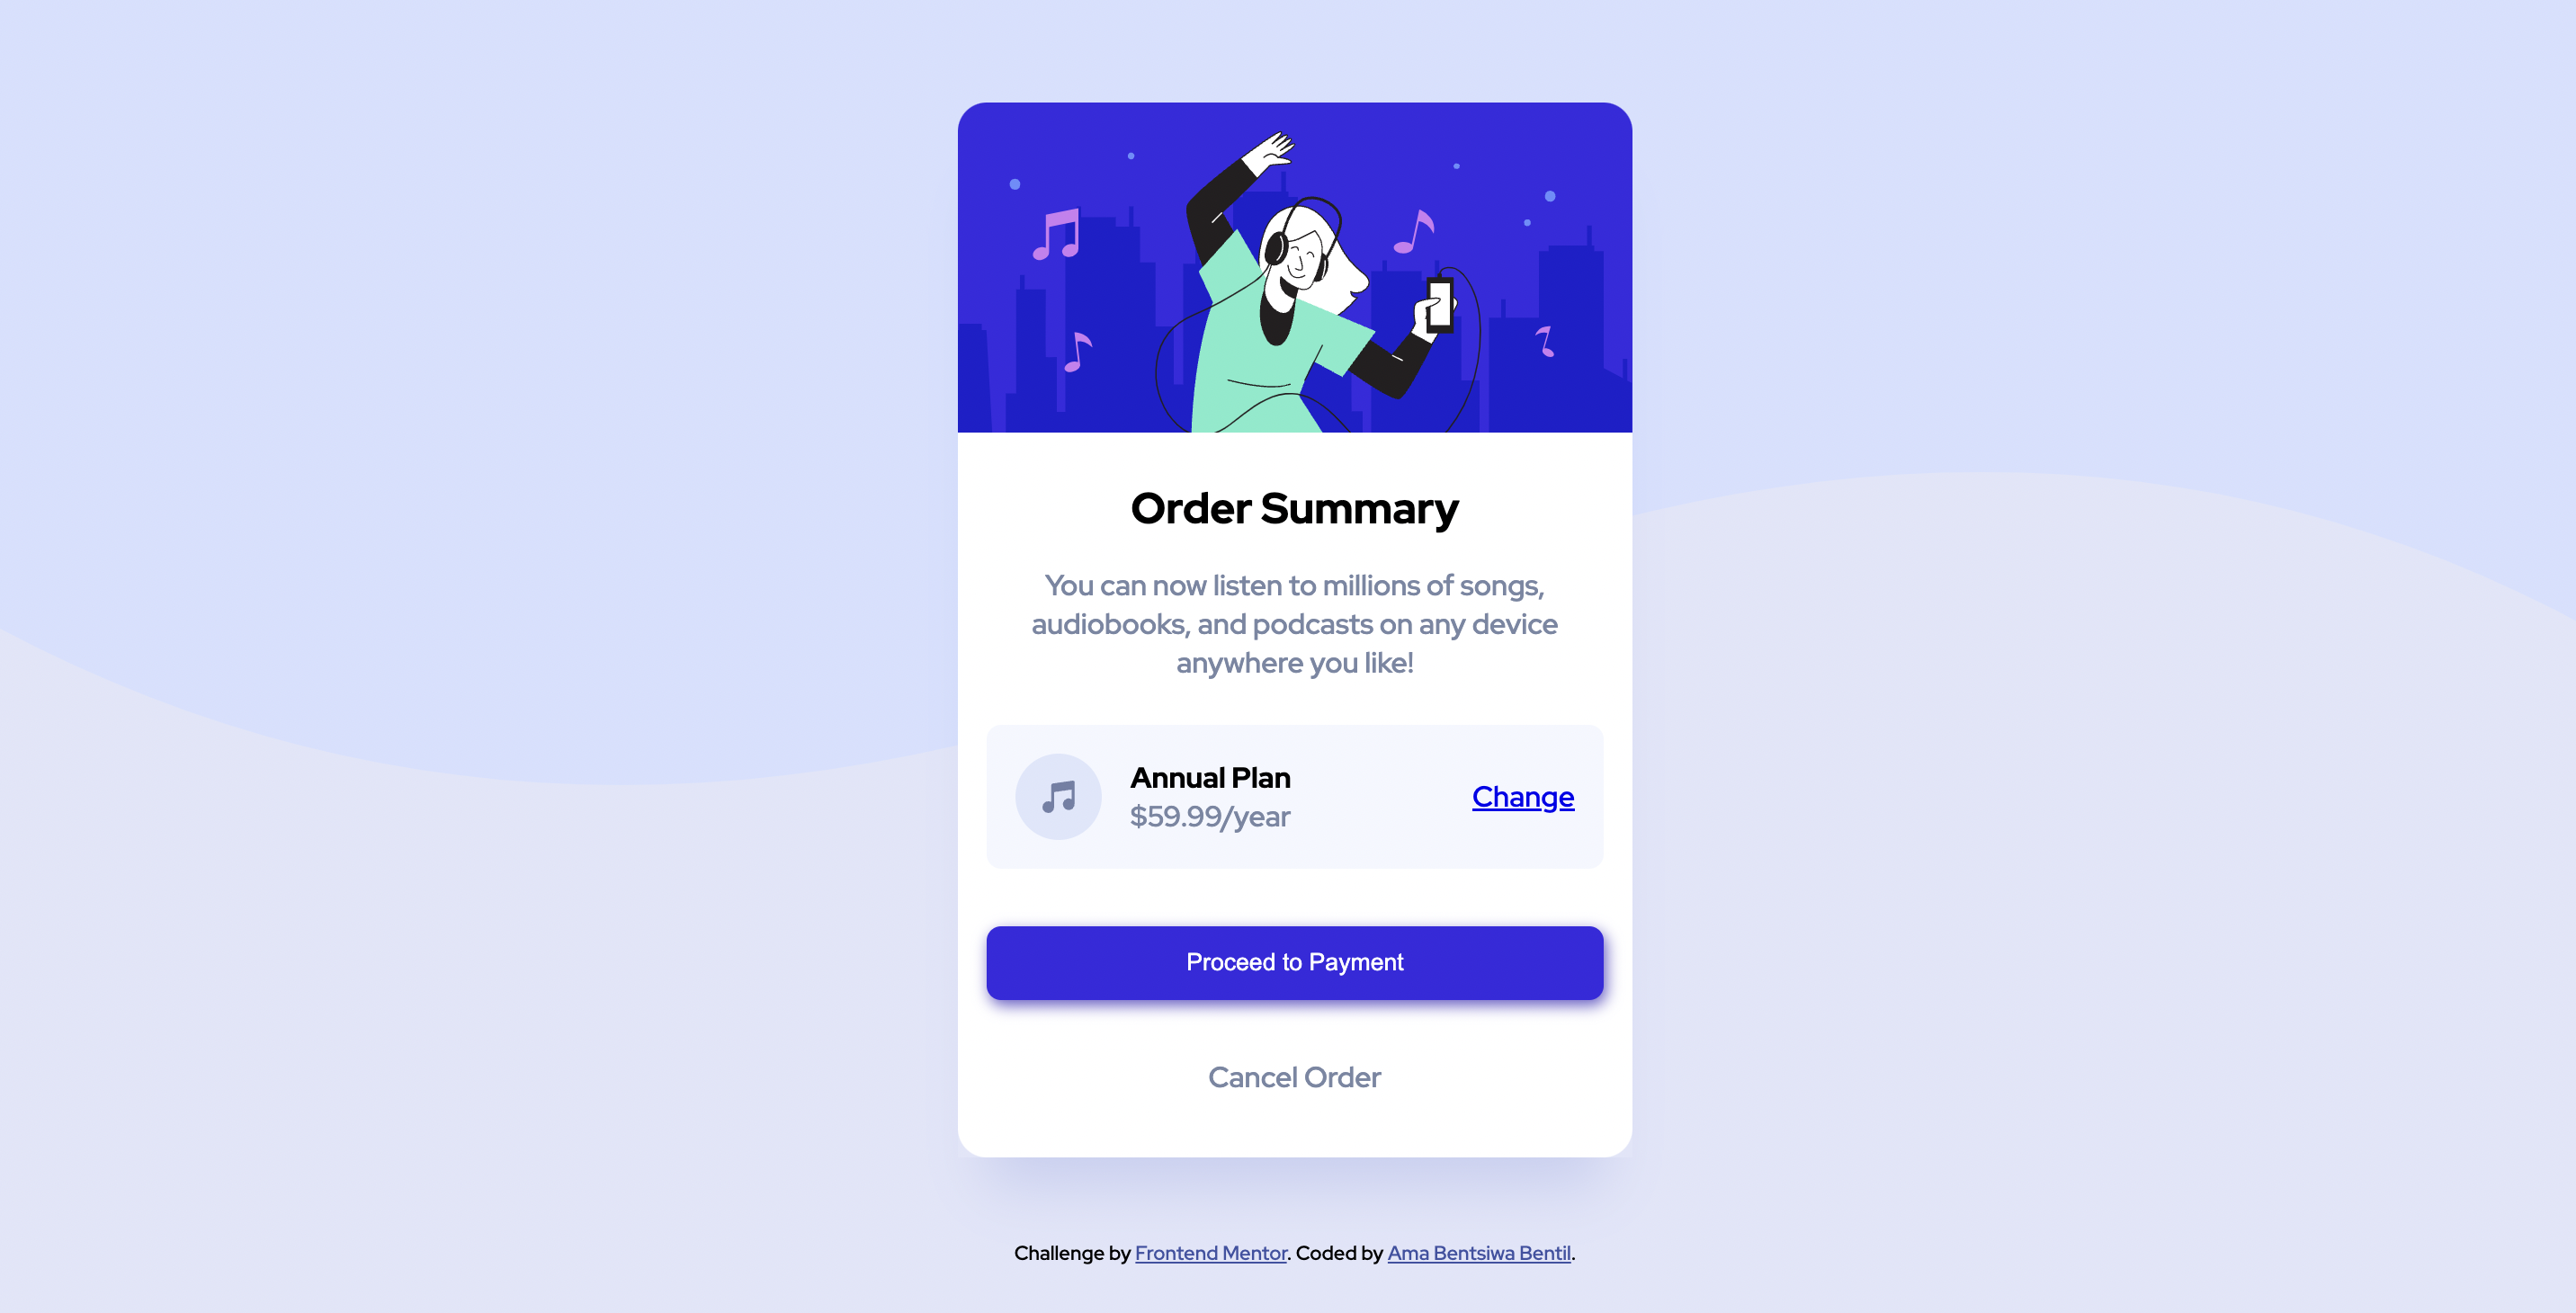 Order Summary
You can now listen to millions of songs,
audiobooks, and podcasts on any device
anywhere you like!
Annual Plan
$59.99/year
Change
Proceed to Payment
Cancel Order
Challenge by Frontend Mentor. Coded by Ama Bentsiwa Bentil.